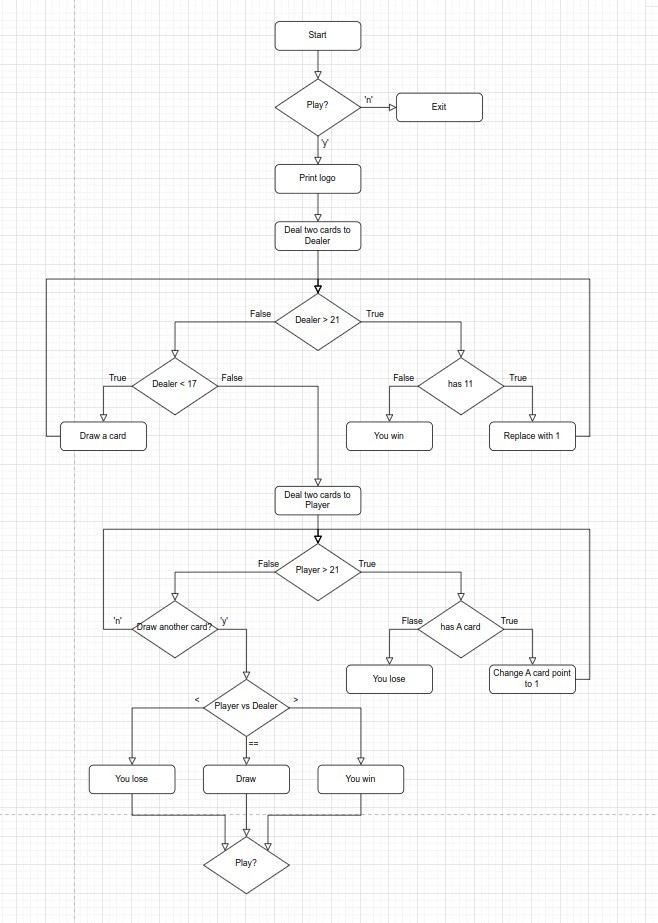 Start
Play?
'n'
Exit
'y'
Print logo
Deal two cards to
Dealer
False
Dealer > 21
True
True
Dealer < 17
False
False
has 11
True
Draw a card
You win
Replace with 1
Deal two cards to
Player
False
Player > 21
True
'n'
Draw another card?
'y'
Flase
has A card
True
You lose
Change A card point
to 1
<
Player vs Dealer
>
==
You lose
Draw
You win
Play?